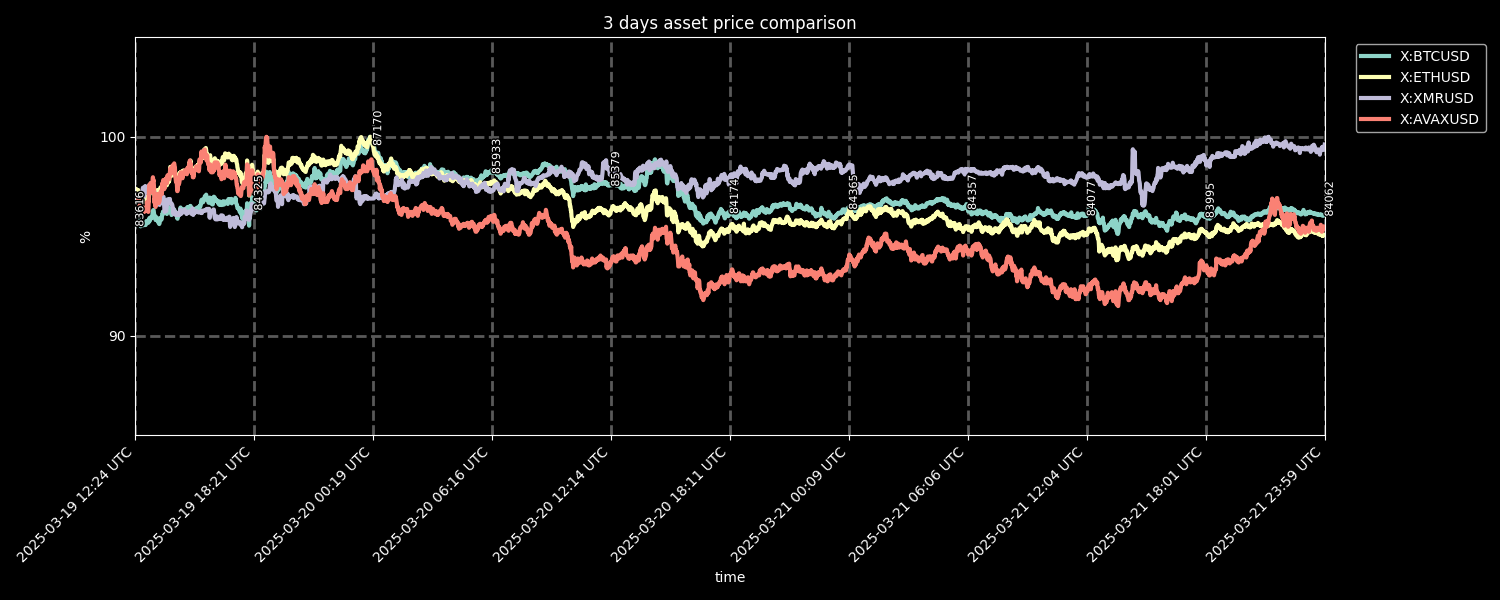 3 days asset price comparison
X:BTCUSD
X:ETHUSD
X:XMRUSD
X:AVAXUSD
100
90
%
83616
84325
87170
85933
85379
84174
84365
84357
84077
83995
84062
2025-03-19 12:24 UTC
2025-03-19 18:21 UTC
2025-03-20 00:19 UTC
2025-03-20 06:16 UTC
2025-03-20 12:14 UTC
2025-03-20 18:11 UTC
2025-03-21 00:09 UTC
2025-03-21 06:06 UTC
2025-03-21 12:04 UTC
2025-03-21 18:01 UTC
2025-03-21 23:59 UTC
time